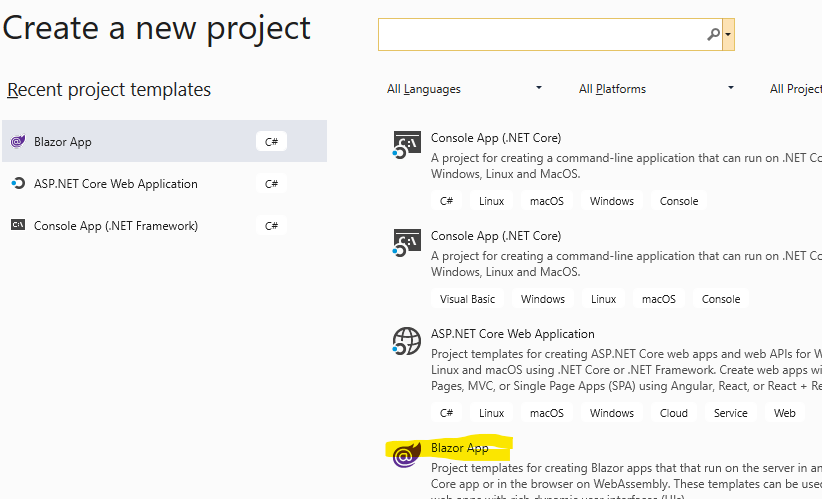 Create a new project
Recent project templates
Blazor App C#
ASP.NET Core Web Application C#
Console App (.NET Framework) C#
All Languages All Platforms All Project
Console App (.NET Core)
A project for creating a command-line application that can run on .NET Co
Windows, Linux and MacOS.
C# Linux macOS Windows Console
Console App (.NET Core)
A project for creating a command-line application that can run on .NET Co
Windows, Linux and MacOS.
Visual Basic Windows Linux macOS Console
ASP.NET Core Web Application
Project templates for creating ASP.NET Core web apps and web APIs for W
Linux and macOS using .NET Core or .NET Framework. Create web apps wi
Pages, MVC, or Single Page Apps (SPA) using Angular, React, or React + Re
C# Linux macOS Windows Cloud Service Web
Blazor App
Project templates for creating Blazor apps that that run on the server in an
Core app or in the browser on WebAssembly. These templates can be used
web apps with rich dynamic user interfaces (UIs).